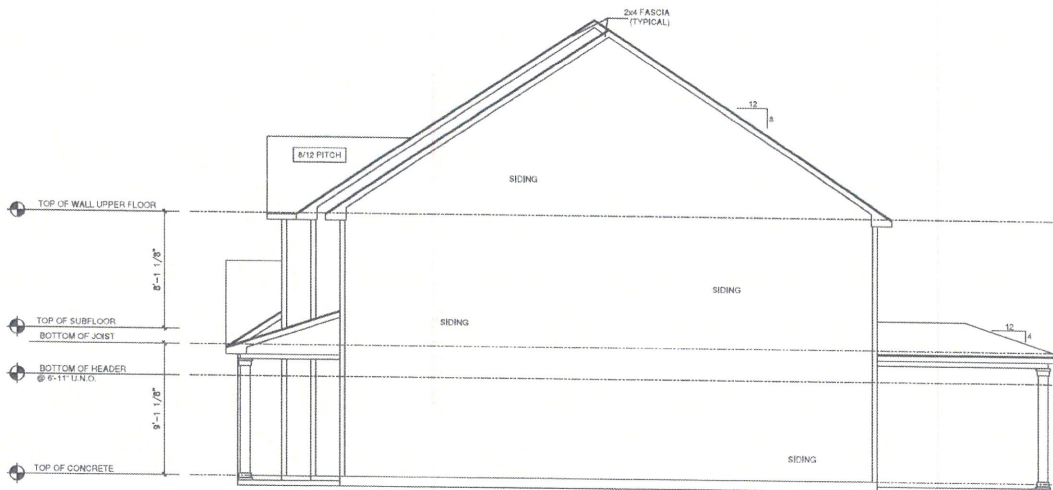 2x4 FASCIA
(TYPICAL)
12
8
8/12 PITCH
SIDING
TOP OF WALL UPPER FLOOR
8'-1 1/8"
SIDING
TOP OF SUBFLOOR
SIDING
BOTTOM OF JOIST
12
4
BOTTOM OF HEADER
@ 6'-11" U.N.O.
9'-1 1/8"
SIDING
TOP OF CONCRETE